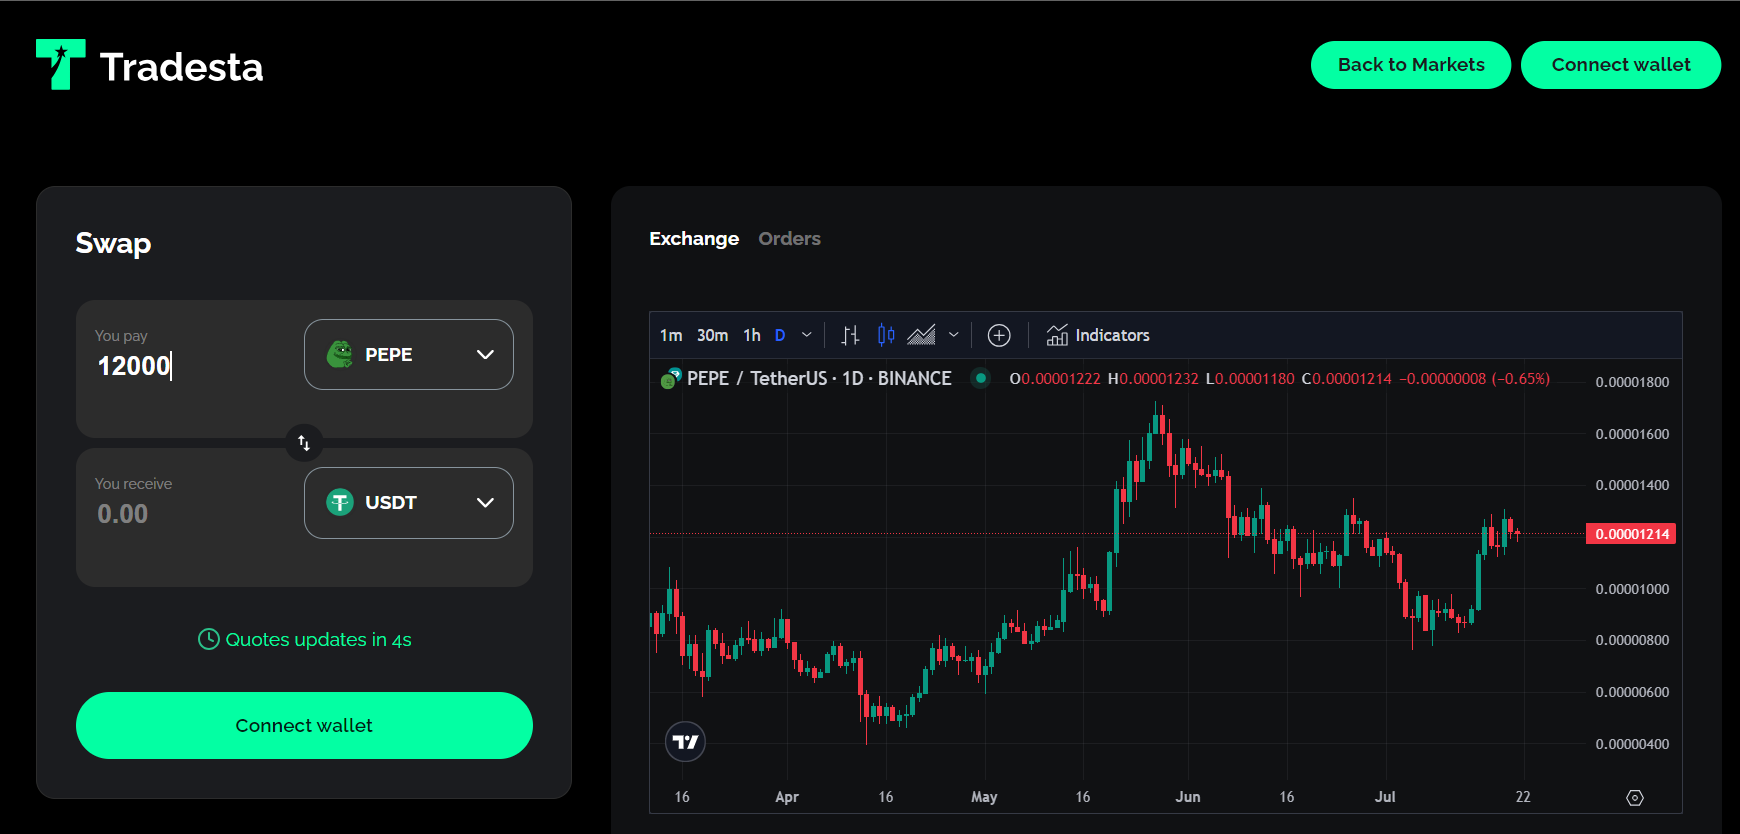 Tradesta
Back to Markets
Connect wallet
Swap
You pay
12000
PEPE
You receive
0.00
USDT
Quotes updates in 4s
Connect wallet
Exchange Orders
1m 30m 1h D Indicators
PEPE / TetherUS · 1D · BINANCE O0.00001222 H0.00001232 L0.00001180 C0.00001214 −0.00000008 (−0.65%)
0.00001800
0.00001600
0.00001400
0.00001214
0.00001000
0.00000800
0.00000600
0.00000400
16 Apr 16 May 16 Jun 16 Jul 22